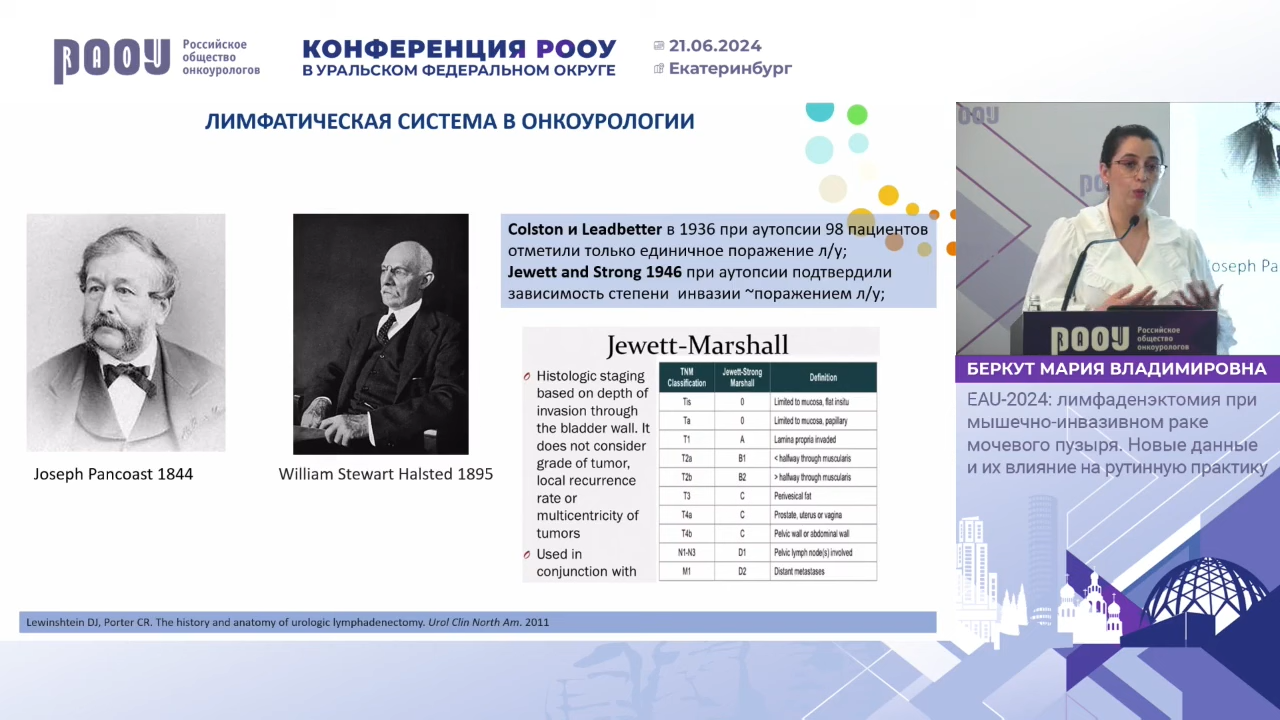 РООУ
Российское
общество
онкоурологов
КОНФЕРЕНЦИЯ РООУ
В УРАЛЬСКОМ ФЕДЕРАЛЬНОМ ОКРУГЕ
21.06.2024
Екатеринбург
ЛИМФАТИЧЕСКАЯ СИСТЕМА В ОНКОУРОЛОГИИ
Joseph Pancoast 1844
William Stewart Halsted 1895
Colston и Leadbetter в 1936 при аутопсии 98 пациентов
отметили только единичное поражение л/у;
Jewett and Strong 1946 при аутопсии подтвердили
зависимость степени инвазии ~поражением л/у;
Jewett-Marshall
Histologic staging
based on depth of
invasion through
the bladder wall. It
does not consider
grade of tumor,
local recurrence
rate or
multicentricity of
tumors
Used in
conjunction with
TNM Classification Jewett-Strong Marshall Definition
Tis 0 Limited to mucosa, flat insitu
Ta 0 Limited to mucosa, papillary
T1 A Lamina propria invaded
T2a B1 < halfway through muscularis
T2b B2 > halfway through muscularis
T3 C Perivesical fat
T4a C Prostate, uterus or vagina
T4b C Pelvic wall or abdominal wall
N1-N3 D1 Pelvic lymph node(s) involved
M1 D2 Distant metastases
Lewinshtein DJ, Porter CR. The history and anatomy of urologic lymphadenectomy. Urol Clin North Am. 2011
РООУ
Joseph Pa
РООУ
Российское
общество
онкоурологов
БЕРКУТ МАРИЯ ВЛАДИМИРОВНА
EAU-2024: лимфаденэктомия при
мышечно-инвазивном раке
мочевого пузыря. Новые данные
и их влияние на рутинную практику